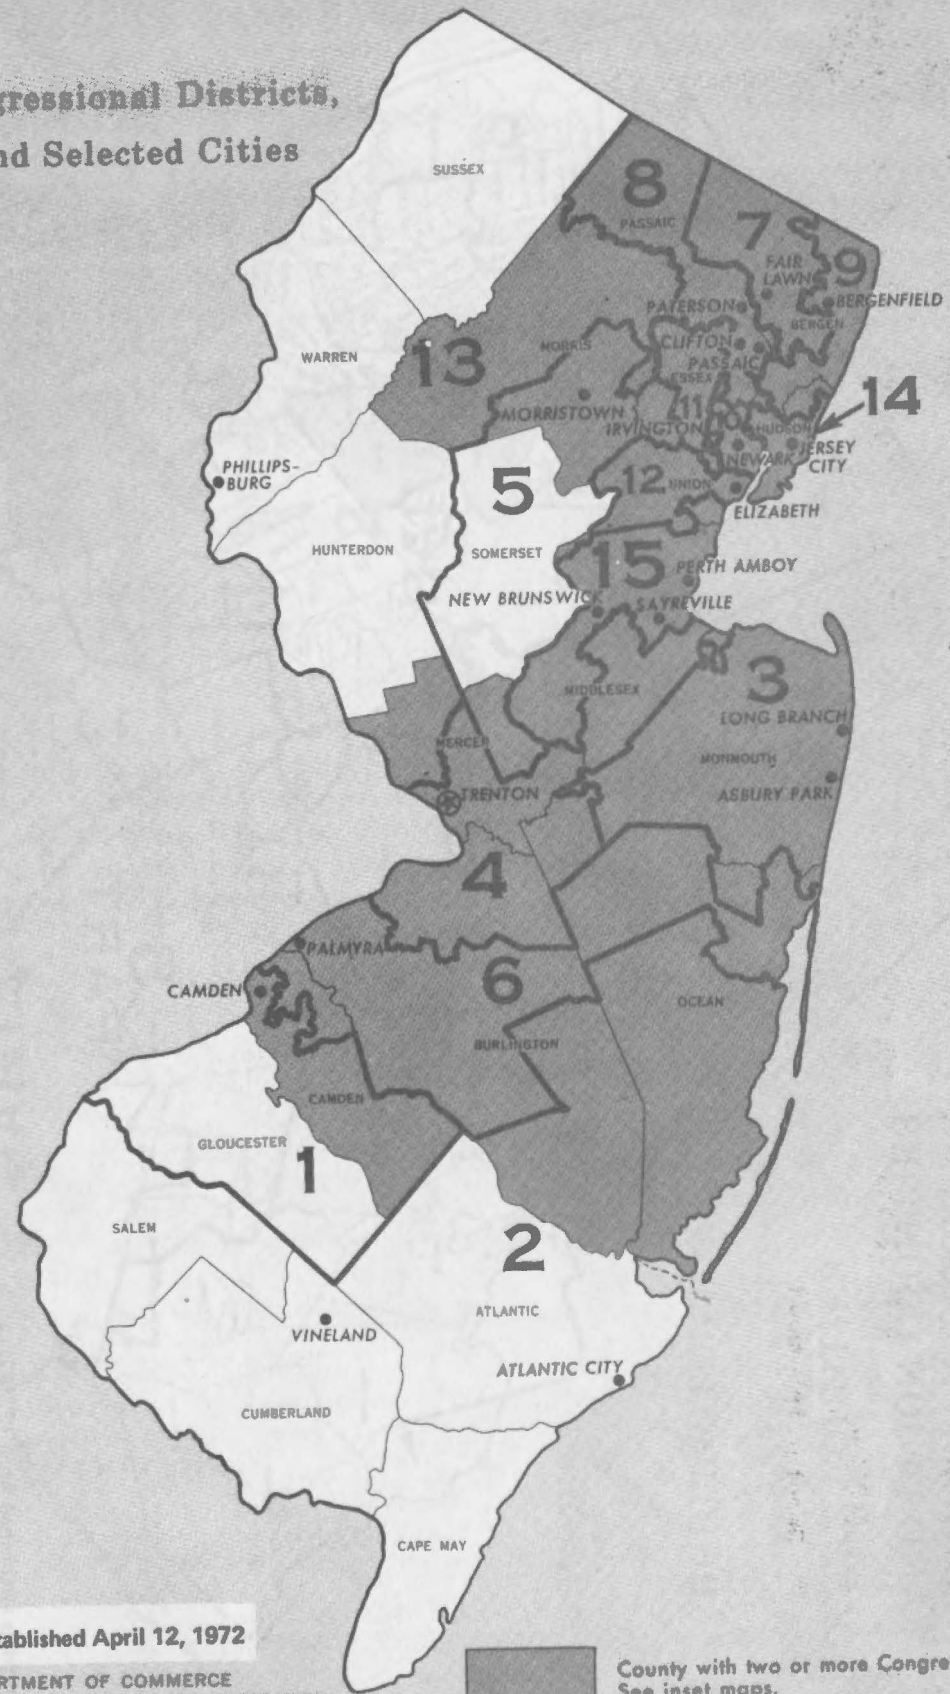 gressional Districts,
nd Selected Cities
SUSSEX
8
PASSAIC
7
FAIR
LAWN
9
BERGENFIELD
PATERSON
BERGEN
WARREN
13
MORRIS
CLIFTON
PASSAIC
ESSEX
14
MORRISTOWN
11
IRVINGTON
HUDSON
NEWARK
JERSEY
CITY
PHILLIPS-
BURG
5
12
UNION
ELIZABETH
HUNTERDON
SOMERSET
15
PERTH AMBOY
NEW BRUNSWICK
SAYREVILLE
MIDDLESEX
3
LONG BRANCH
MERCER
MONMOUTH
TRENTON
ASBURY PARK
4
PALMYRA
6
CAMDEN
OCEAN
BURLINGTON
CAMDEN
GLOUCESTER
1
SALEM
2
ATLANTIC
VINELAND
ATLANTIC CITY
CUMBERLAND
CAPE MAY
tablished April 12, 1972
RTMENT OF COMMERCE
County with two or more Congre
See inset maps.